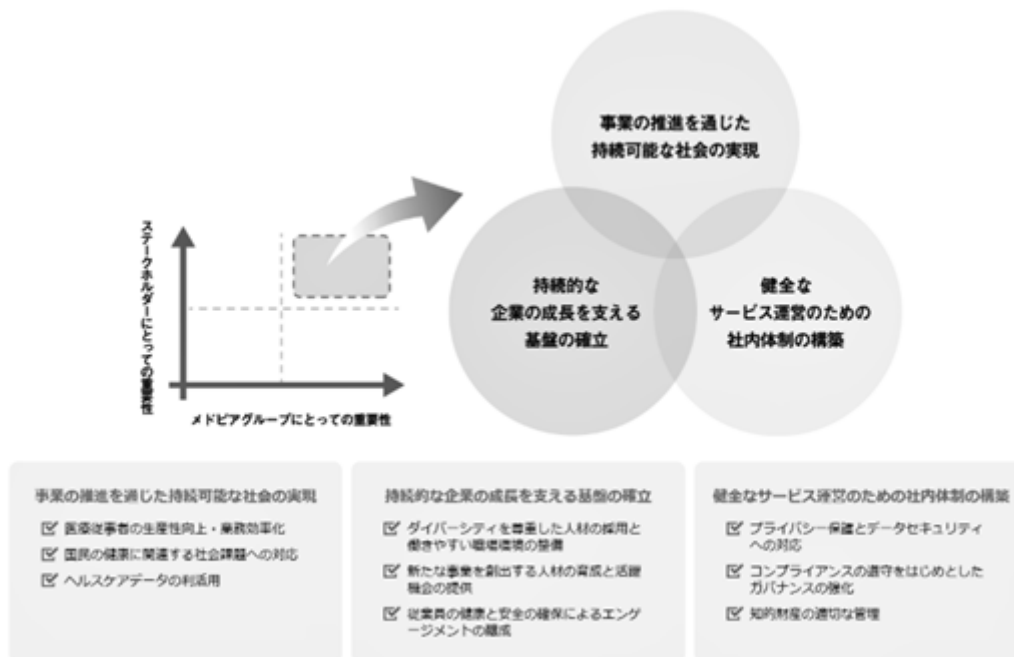 事業の推進を通じた
持続可能な社会の実現
持続的な
企業の成長を支える
基盤の確立
健全な
サービス運営のための
社内体制の構築
ステークホルダーにとっての重要性
メドピアグループにとっての重要性
事業の推進を通じた持続可能な社会の実現
医療従事者の生産性向上・業務効率化
国民の健康に関連する社会課題への対応
ヘルスケアデータの利活用
持続的な企業の成長を支える基盤の確立
ダイバーシティを尊重した人材の採用と
働きやすい職場環境の整備
新たな事業を創出する人材の育成と活躍
機会の提供
従業員の健康と安全の確保によるエンゲ
ージメントの醸成
健全なサービス運営のための社内体制の構築
プライバシー保護とデータセキュリティ
への対応
コンプライアンスの遵守をはじめとした
ガバナンスの強化
知的財産の適切な管理